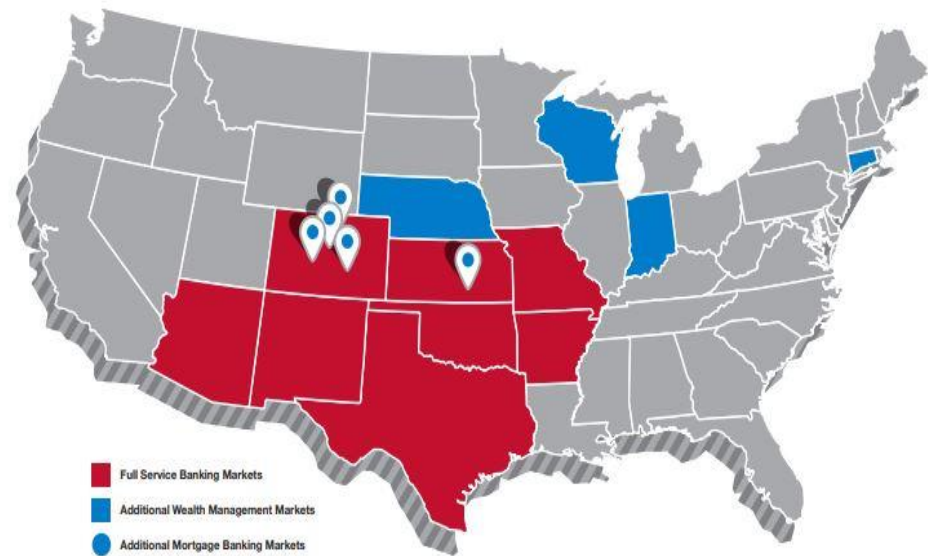 Full Service Banking Markets
Additional Wealth Management Markets
Additional Mortgage Banking Markets